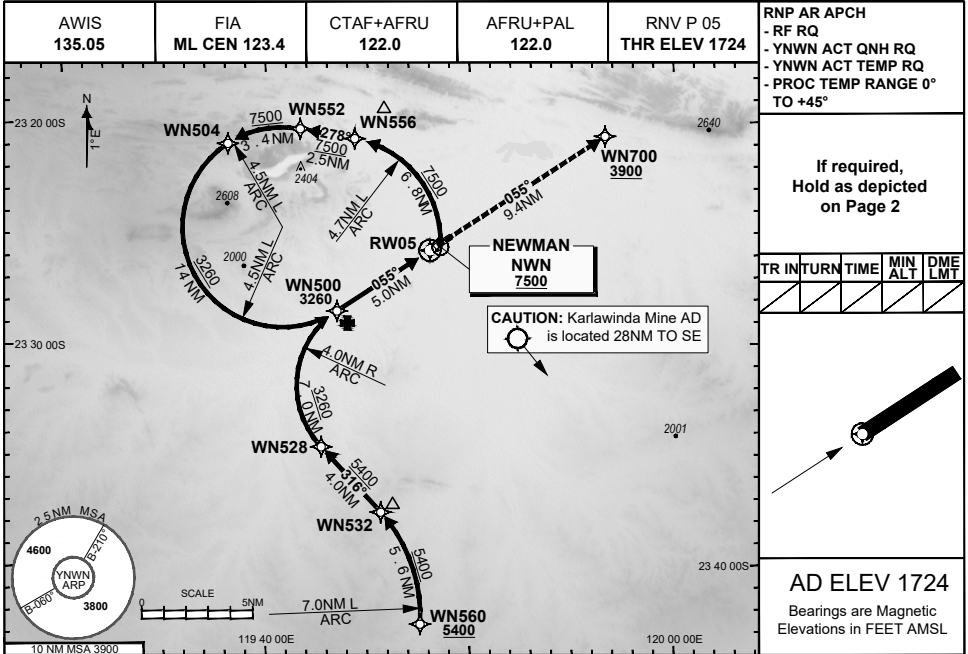 AWIS
135.05
FIA
ML CEN 123.4
CTAF+AFRU
122.0
AFRU+PAL
122.0
RNV P 05
THR ELEV 1724
RNP AR APCH
- RF RQ
- YNWN ACT QNH RQ
- YNWN ACT TEMP RQ
- PROC TEMP RANGE 0°
TO +45°
If required,
Hold as depicted
on Page 2
TR IN
TURN
TIME
MIN
ALT
DME
LMT
AD ELEV 1724
Bearings are Magnetic
Elevations in FEET AMSL
N
1°E
23 20 00S
WN504
7500
3.4NM
WN552
278°
7500
2.5NM
WN556
2404
2608
2000
4.5NM L
ARC
4.5NM L
ARC
3260
14 NM
4.7NM L
ARC
7500
6.8NM
2640
WN700
3900
055°
9.4NM
RW05
NEWMAN
NWN
7500
WN500
3260
055°
5.0NM
CAUTION: Karlawinda Mine AD
is located 28NM TO SE
23 30 00S
4.0NM R
ARC
3260
7.0NM
WN528
5400
316°
4.0NM
WN532
2001
5400
5.6NM
23 40 00S
7.0NM L
ARC
WN560
5400
25NM MSA
4600
B-210°
YNWN
ARP
B-060°
3800
10 NM MSA 3900
SCALE
0
5NM
119 40 00E
120 00 00E